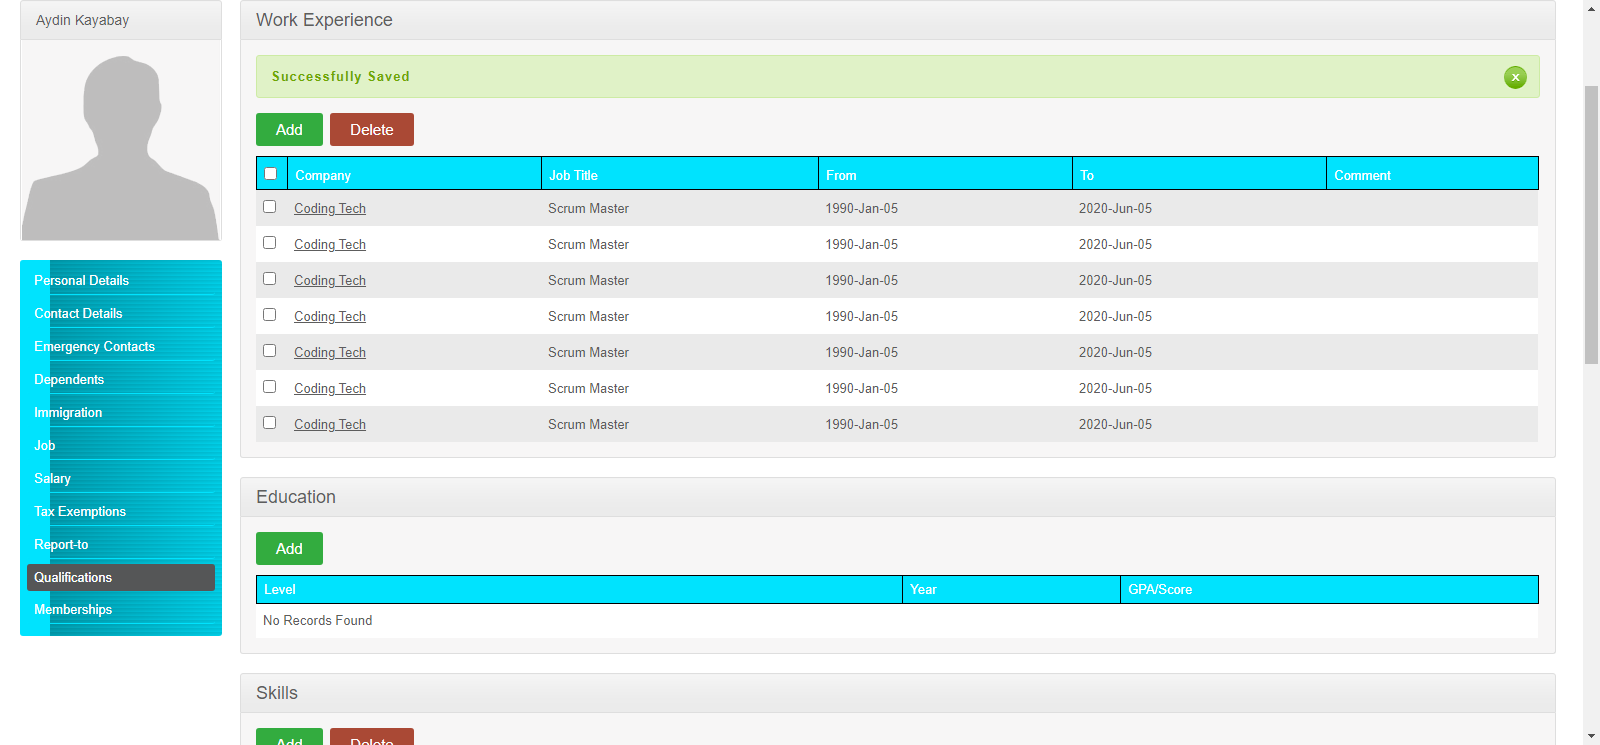 Aydin Kayabay
Personal Details
Contact Details
Emergency Contacts
Dependents
Immigration
Job
Salary
Tax Exemptions
Report-to
Qualifications
Memberships
Work Experience
Successfully Saved x
Add Delete
Company Job Title From To Comment
Coding Tech Scrum Master 1990-Jan-05 2020-Jun-05
Coding Tech Scrum Master 1990-Jan-05 2020-Jun-05
Coding Tech Scrum Master 1990-Jan-05 2020-Jun-05
Coding Tech Scrum Master 1990-Jan-05 2020-Jun-05
Coding Tech Scrum Master 1990-Jan-05 2020-Jun-05
Coding Tech Scrum Master 1990-Jan-05 2020-Jun-05
Coding Tech Scrum Master 1990-Jan-05 2020-Jun-05
Education
Add
Level Year GPA/Score
No Records Found
Skills
Add Delete